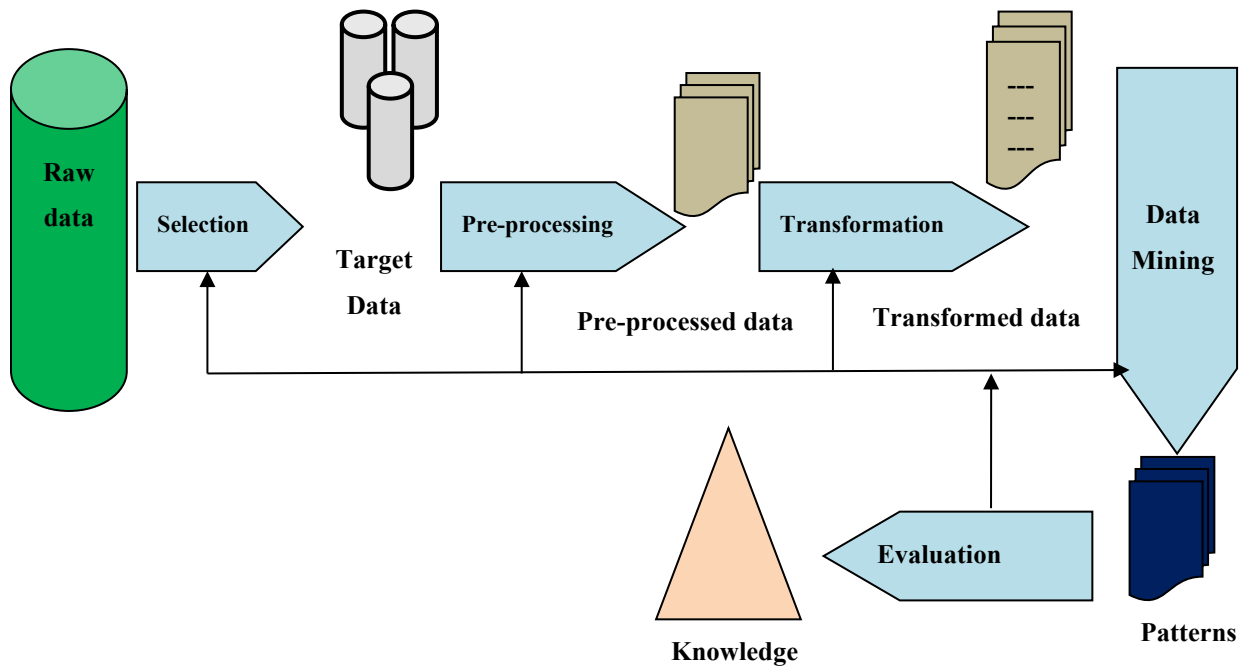 Raw
data
Selection
Target
Data
Pre-processing
Pre-processed data
Transformation
---
---
---
Transformed data
Data
Mining
Patterns
Evaluation
Knowledge